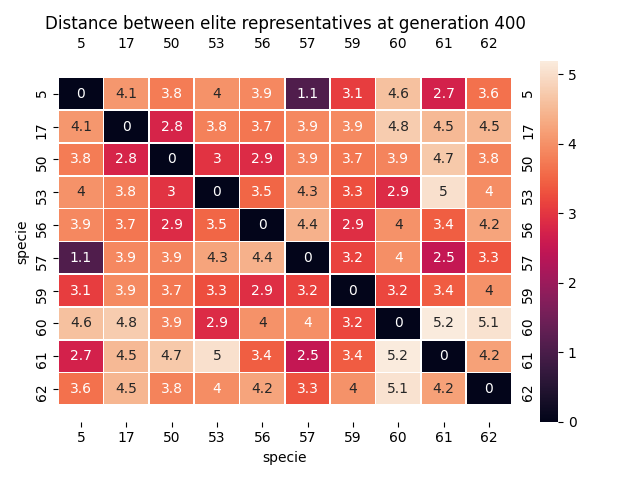 Distance between elite representatives at generation 400
5 17 50 53 56 57 59 60 61 62
5 0 4.1 3.8 4 3.9 1.1 3.1 4.6 2.7 3.6 5
17 4.1 0 2.8 3.8 3.7 3.9 3.9 4.8 4.5 4.5 17
50 3.8 2.8 0 3 2.9 3.9 3.7 3.9 4.7 3.8 50
53 4 3.8 3 0 3.5 4.3 3.3 2.9 5 4 53
56 3.9 3.7 2.9 3.5 0 4.4 2.9 4 3.4 4.2 56
57 1.1 3.9 3.9 4.3 4.4 0 3.2 4 2.5 3.3 57
59 3.1 3.9 3.7 3.3 2.9 3.2 0 3.2 3.4 4 59
60 4.6 4.8 3.9 2.9 4 4 3.2 0 5.2 5.1 60
61 2.7 4.5 4.7 5 3.4 2.5 3.4 5.2 0 4.2 61
62 3.6 4.5 3.8 4 4.2 3.3 4 5.1 4.2 0 62
5 17 50 53 56 57 59 60 61 62
specie
specie
5
4
3
2
1
0